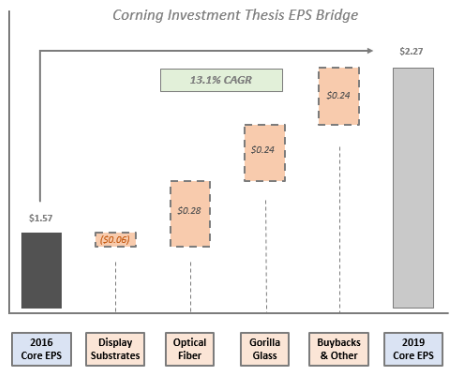 Corning Investment Thesis EPS Bridge
$2.27
13.1% CAGR
$0.24
$0.24
$0.28
$1.57
($0.06)
2016
Core EPS
Display
Substrates
Optical
Fiber
Gorilla
Glass
Buybacks
& Other
2019
Core EPS